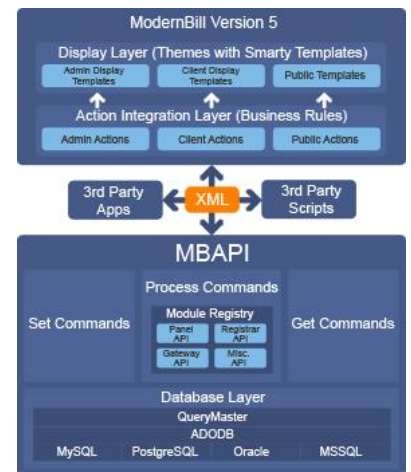 ModernBill Version 5
Display Layer (Themes with Smarty Templates)
Admin Display
Templates
Client Display
Templates
Public Templates
Action Integration Layer (Business Rules)
Admin Actions
Client Actions
Public Actions
3rd Party
Apps
XML
3rd Party
Scripts
MBAPI
Set Commands
Process Commands
Module Registry
Panel
API
Registrar
API
Gateway
API
Misc.
API
Get Commands
Database Layer
QueryMaster
ADODB
MySQL
PostgreSQL
Oracle
MSSQL